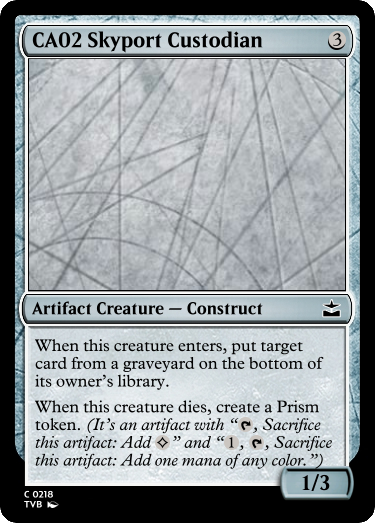 CA02 Skyport Custodian 3
Artifact Creature — Construct
When this creature enters, put target
card from a graveyard on the bottom of
its owner's library.
When this creature dies, create a Prism
token. (It's an artifact with “, Sacrifice
this artifact: Add ” and “1, , Sacrifice
this artifact: Add one mana of any color.”)
1/3
C 0218
TVB